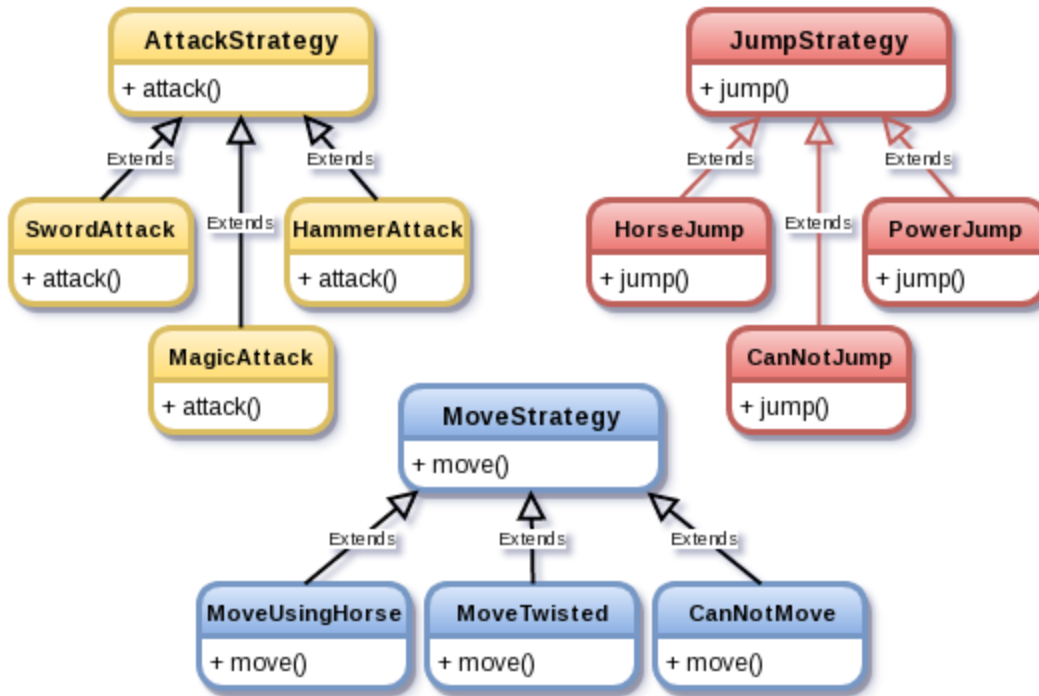 AttackStrategy
+ attack()
Extends
Extends
Extends
SwordAttack
+ attack()
HammerAttack
+ attack()
MagicAttack
+ attack()
JumpStrategy
+ jump()
Extends
Extends
Extends
HorseJump
+ jump()
PowerJump
+ jump()
CanNotJump
+ jump()
MoveStrategy
+ move()
Extends
Extends
Extends
MoveUsingHorse
+ move()
MoveTwisted
+ move()
CanNotMove
+ move()